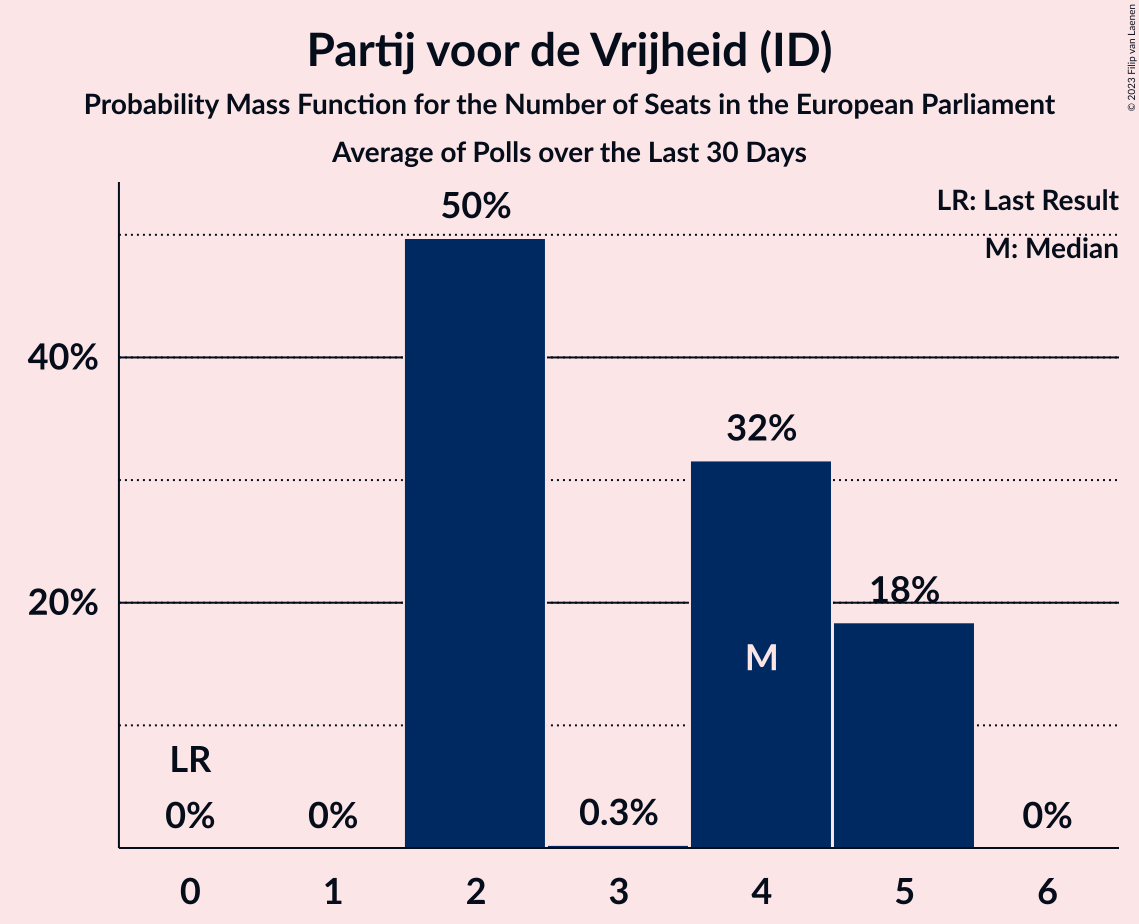 Partij voor de Vrijheid (ID)
Probability Mass Function for the Number of Seats in the European Parliament
Average of Polls over the Last 30 Days
© 2023 Filip van Laenen
LR: Last Result
M: Median
50%
40%
32%
20%
18%
M
LR
0%
0%
0.3%
0%
0
1
2
3
4
5
6